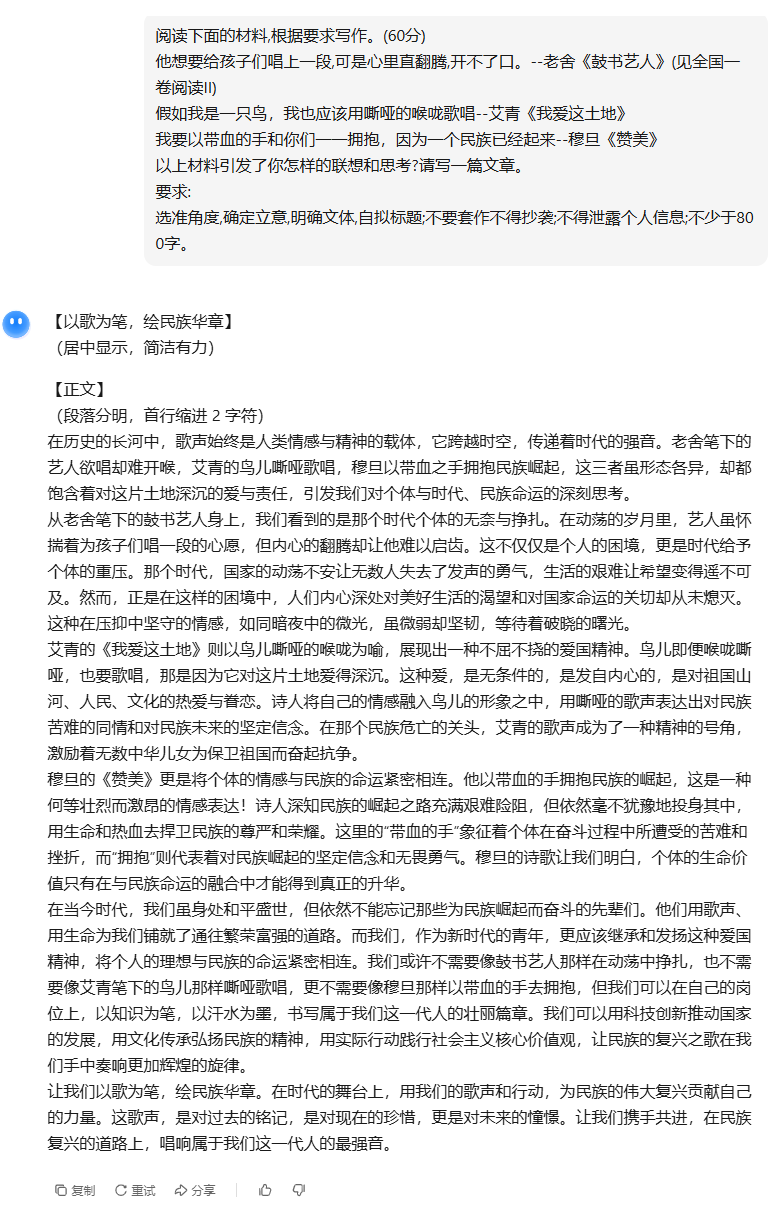 阅读下面的材料,根据要求写作。(60分)
他想要给孩子们唱上一段,可是心里直翻腾,开不了口。--老舍《鼓书艺人》(见全国一
卷阅读II)
假如我是一只鸟，我也应该用嘶哑的喉咙歌唱--艾青《我爱这土地》
我要以带血的手和你们一一拥抱，因为一个民族已经起来--穆旦《赞美》
以上材料引发了你怎样的联想和思考?请写一篇文章。
要求:
选准角度,确定立意,明确文体,自拟标题;不要套作不得抄袭;不得泄露个人信息;不少于80
0字。
【以歌为笔，绘民族华章】
（居中显示，简洁有力）
【正文】
（段落分明，首行缩进 2 字符）
在历史的长河中，歌声始终是人类情感与精神的载体，它跨越时空，传递着时代的强音。老舍笔下的
艺人欲唱却难开喉，艾青的鸟儿嘶哑歌唱，穆旦以带血之手拥抱民族崛起，这三者虽形态各异，却都
饱含着对这片土地深沉的爱与责任，引发我们对个体与时代、民族命运的深刻思考。
从老舍笔下的鼓书艺人身上，我们看到的是那个时代个体的无奈与挣扎。在动荡的岁月里，艺人虽怀
揣着为孩子们唱一段的心愿，但内心的翻腾却让他难以启齿。这不仅仅是个人的困境，更是时代给予
个体的重压。那个时代，国家的动荡不安让无数人失去了发声的勇气，生活的艰难让希望变得遥不可
及。然而，正是在这样的困境中，人们内心深处对美好生活的渴望和对国家命运的关切却从未熄灭。
这种在压抑中坚守的情感，如同暗夜中的微光，虽微弱却坚韧，等待着破晓的曙光。
艾青的《我爱这土地》则以鸟儿嘶哑的喉咙为喻，展现出一种不屈不挠的爱国精神。鸟儿即便喉咙嘶
哑，也要歌唱，那是因为它对这片土地爱得深沉。这种爱，是无条件的，是发自内心的，是对祖国山
河、人民、文化的热爱与眷恋。诗人将自己的情感融入鸟儿的形象之中，用嘶哑的歌声表达出对民族
苦难的同情和对民族未来的坚定信念。在那个民族危亡的关头，艾青的歌声成为了一种精神的号角，
激励着无数中华儿女为保卫祖国而奋起抗争。
穆旦的《赞美》更是将个体的情感与民族的命运紧密相连。他以带血的手拥抱民族的崛起，这是一种
何等壮烈而激昂的情感表达！诗人深知民族的崛起之路充满艰难险阻，但依然毫不犹豫地投身其中，
用生命和热血去捍卫民族的尊严和荣耀。这里的“带血的手”象征着个体在奋斗过程中所遭受的苦难和
挫折，而“拥抱”则代表着对民族崛起的坚定信念和无畏勇气。穆旦的诗歌让我们明白，个体的生命价
值只有在与民族命运的融合中才能得到真正的升华。
在当今时代，我们虽身处和平盛世，但依然不能忘记那些为民族崛起而奋斗的先辈们。他们用歌声、
用生命为我们铺就了通往繁荣富强的道路。而我们，作为新时代的青年，更应该继承和发扬这种爱国
精神，将个人的理想与民族的命运紧密相连。我们或许不需要像鼓书艺人那样在动荡中挣扎，也不需
要像艾青笔下的鸟儿那样嘶哑歌唱，更不需要像穆旦那样以带血的手去拥抱，但我们可以在自己的岗
位上，以知识为笔，以汗水为墨，书写属于我们这一代人的壮丽篇章。我们可以用科技创新推动国家
的发展，用文化传承弘扬民族的精神，用实际行动践行社会主义核心价值观，让民族的复兴之歌在我
们手中奏响更加辉煌的旋律。
让我们以歌为笔，绘民族华章。在时代的舞台上，用我们的歌声和行动，为民族的伟大复兴贡献自己
的力量。这歌声，是对过去的铭记，是对现在的珍惜，更是对未来的憧憬。让我们携手共进，在民族
复兴的道路上，唱响属于我们这一代人的最强音。
复制 重试 分享